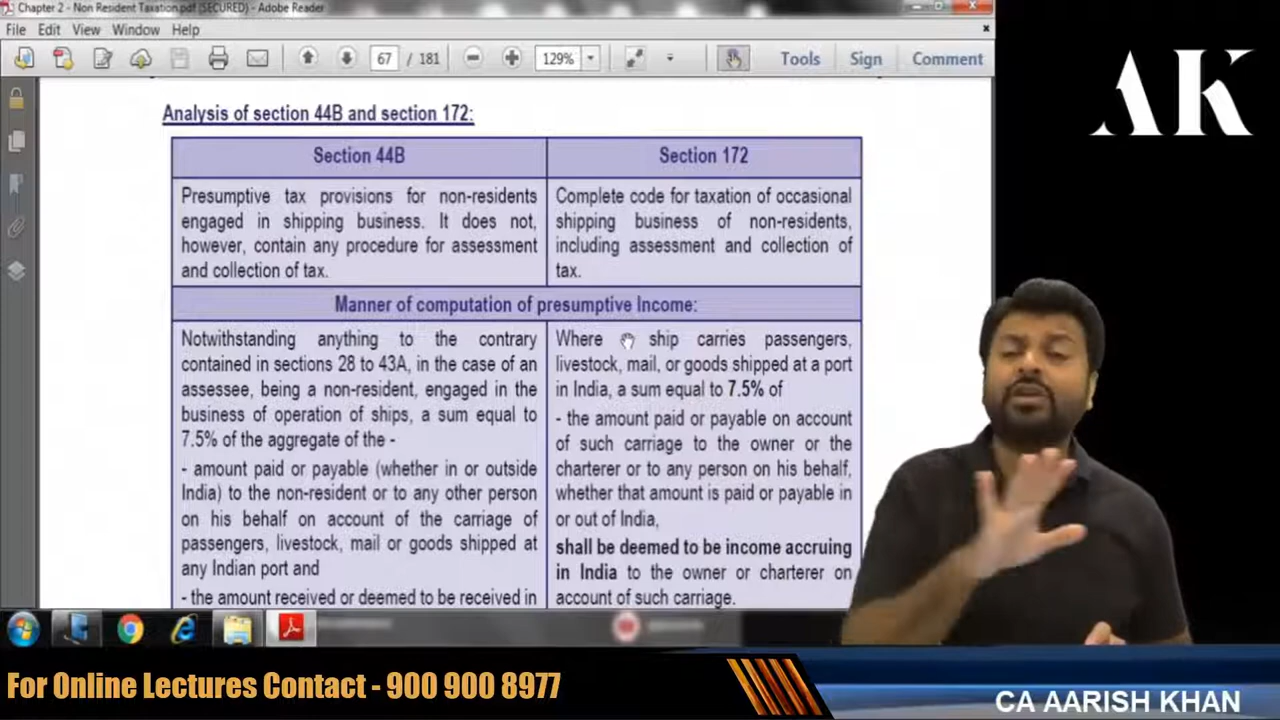 Chapter 2 - Non Resident Taxation.pdf (SECURED) - Adobe Reader
File Edit View Window Help
67 / 181
129%
Tools Sign Comment
AK
Analysis of section 44B and section 172:
Section 44B
Section 172
Presumptive tax provisions for non-residents
engaged in shipping business. It does not,
however, contain any procedure for assessment
and collection of tax.
Complete code for taxation of occasional
shipping business of non-residents,
including assessment and collection of
tax.
Manner of computation of presumptive Income:
Notwithstanding anything to the contrary
contained in sections 28 to 43A, in the case of an
assessee, being a non-resident, engaged in the
business of operation of ships, a sum equal to
7.5% of the aggregate of the -
- amount paid or payable (whether in or outside
India) to the non-resident or to any other person
on his behalf on account of the carriage of
passengers, livestock, mail or goods shipped at
any Indian port and
- the amount received or deemed to be received in
Where ship carries passengers,
livestock, mail, or goods shipped at a port
in India, a sum equal to 7.5% of
- the amount paid or payable on account
of such carriage to the owner or the
charterer or to any person on his behalf,
whether that amount is paid or payable in
or out of India,
shall be deemed to be income accruing
in India to the owner or charterer on
account of such carriage.
For Online Lectures Contact - 900 900 8977
CA AARISH KHAN